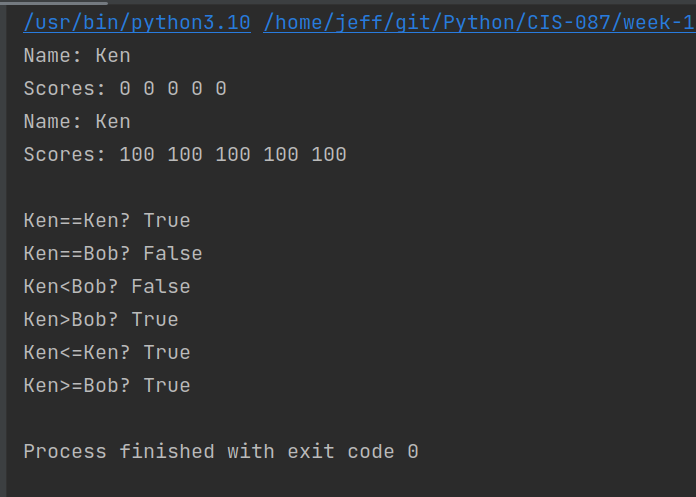 /usr/bin/python3.10 /home/jeff/git/Python/CIS-087/week-1
Name: Ken
Scores: 0 0 0 0 0
Name: Ken
Scores: 100 100 100 100 100
Ken==Ken? True
Ken==Bob? False
Ken<Bob? False
Ken>Bob? True
Ken<=Ken? True
Ken>=Bob? True
Process finished with exit code 0